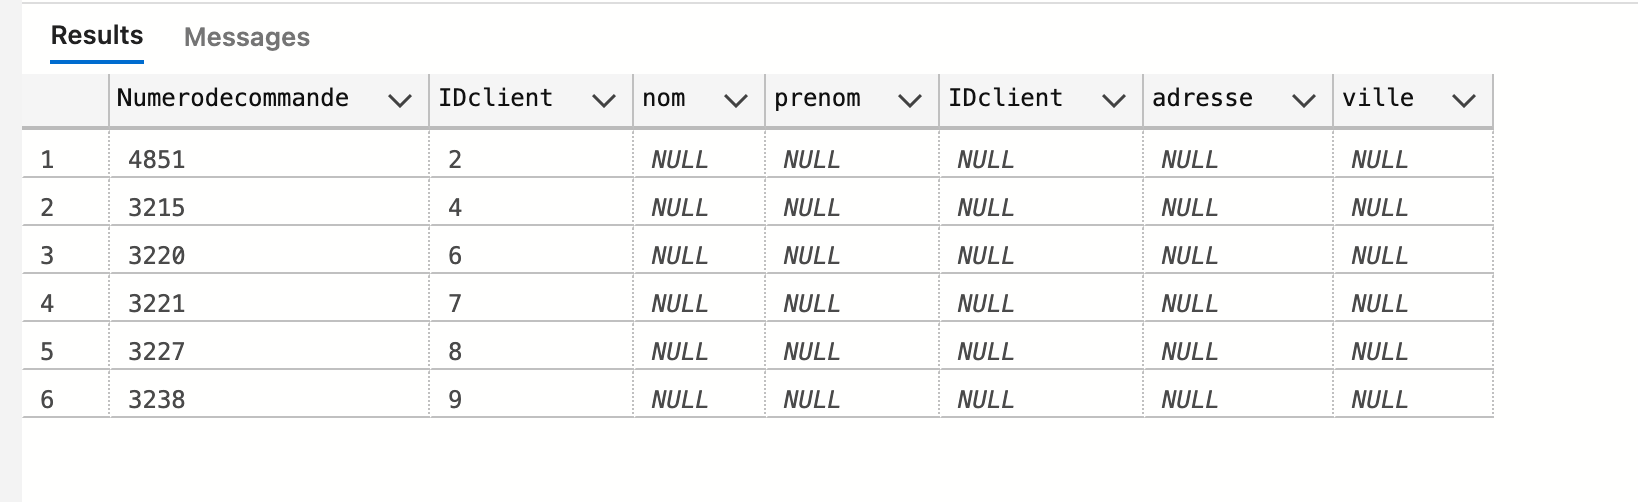 Results Messages
Numerodecommande IDclient nom prenom IDclient adresse ville
1 4851 2 NULL NULL NULL NULL NULL
2 3215 4 NULL NULL NULL NULL NULL
3 3220 6 NULL NULL NULL NULL NULL
4 3221 7 NULL NULL NULL NULL NULL
5 3227 8 NULL NULL NULL NULL NULL
6 3238 9 NULL NULL NULL NULL NULL